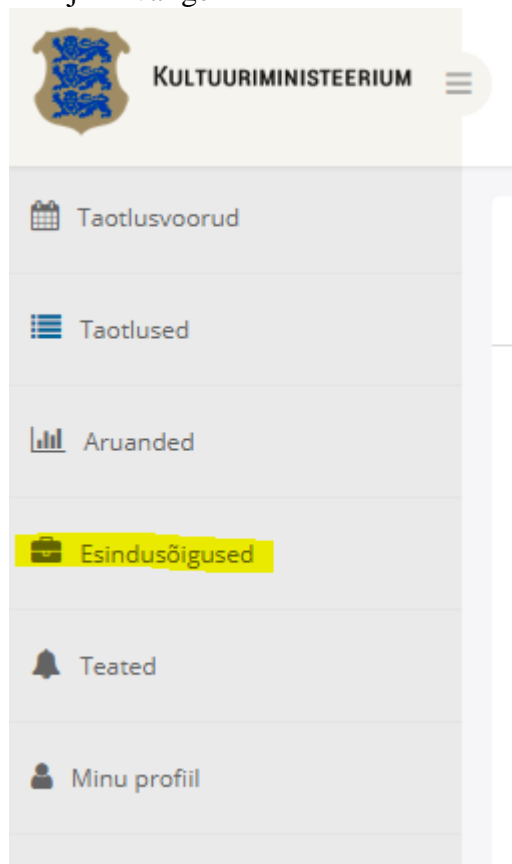 KULTUURIMINISTEERIUM
Taotlusvoorud
Taotlused
Aruanded
Esindusõigused
Teated
Minu profiil